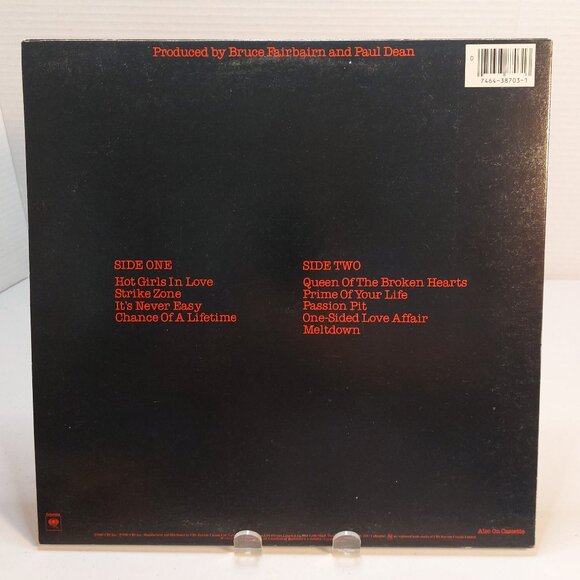 Produced by Bruce Fairbairn and Paul Dean
0
7464-38703-1
SIDE ONE
Hot Girls In Love
Strike Zone
It's Never Easy
Chance Of A Lifetime
SIDE TWO
Queen Of The Broken Hearts
Prime Of Your Life
Passion Pit
One-Sided Love Affair
Meltdown
Also On Cassette